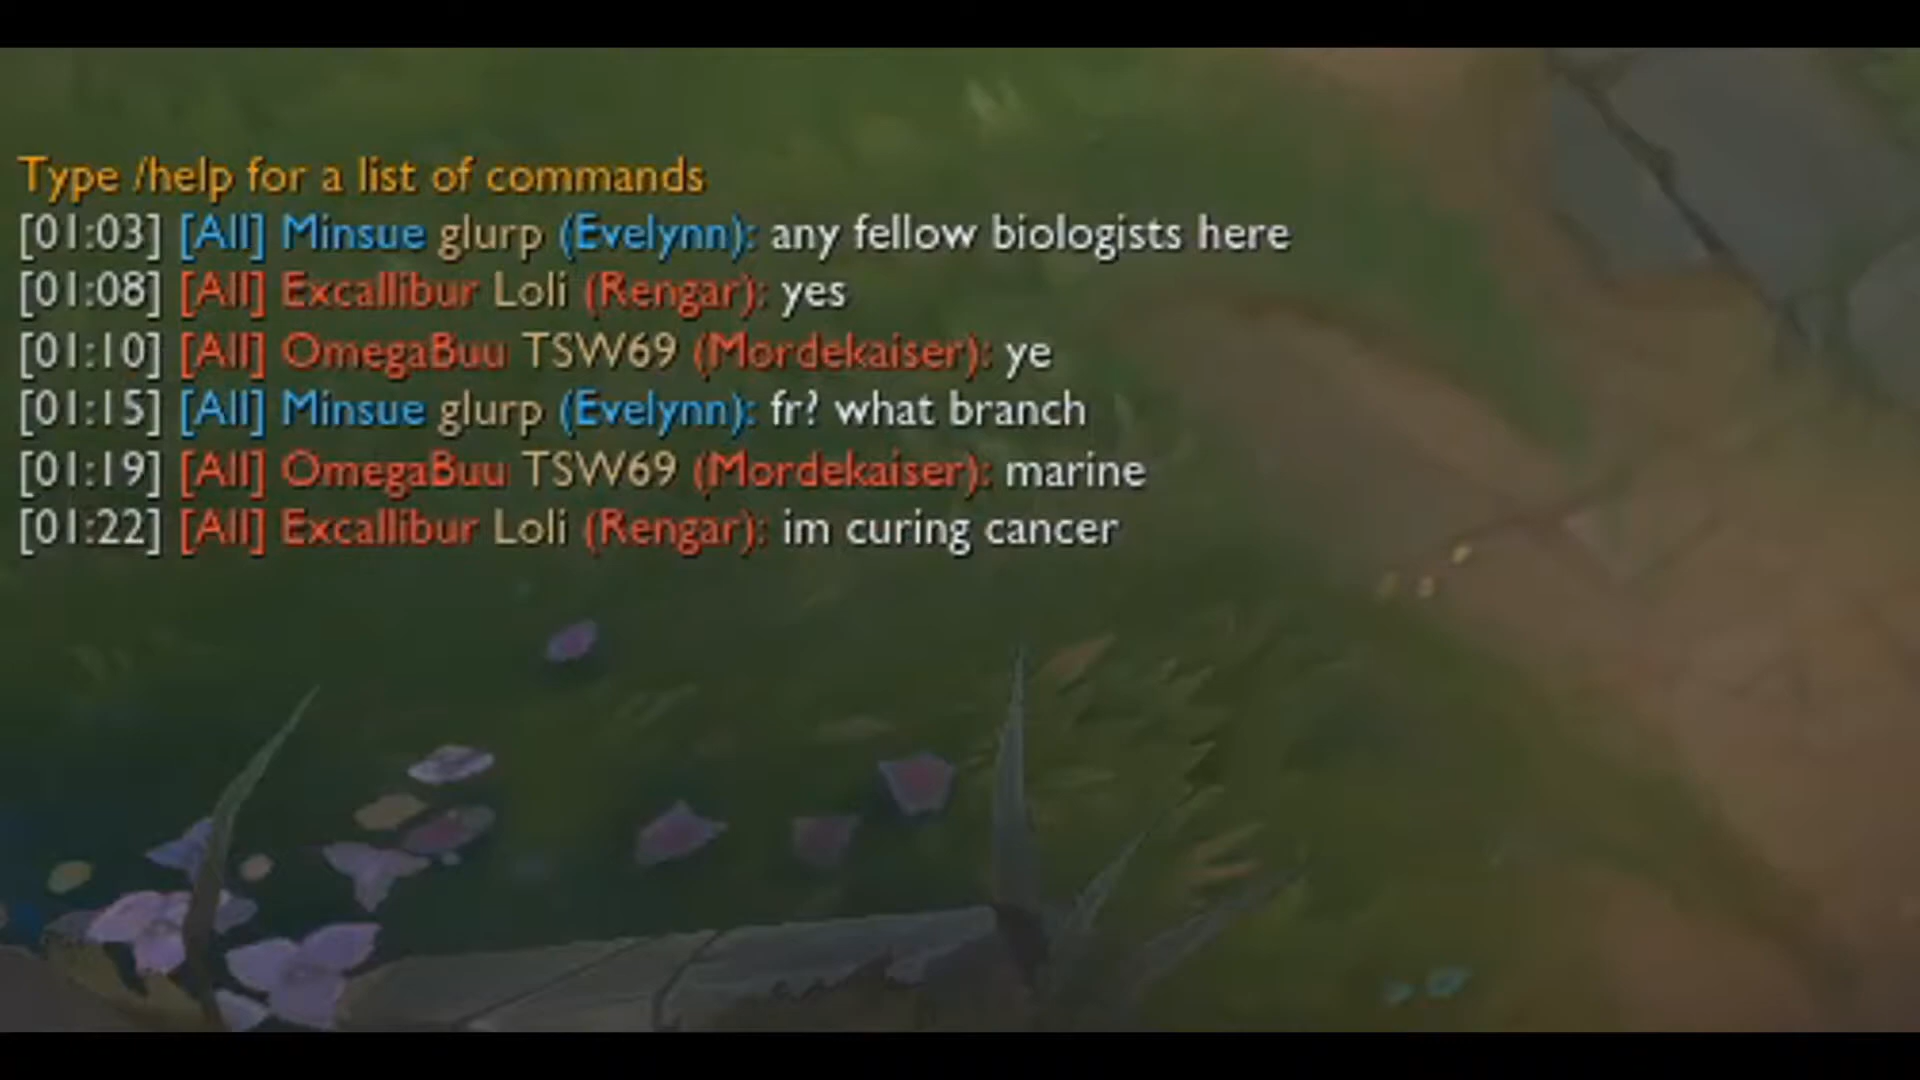 Type /help for a list of commands
[01:03] [All] Minsue glurp (Evelynn): any fellow biologists here
[01:08] [All] Excallibur Loli (Rengar): yes
[01:10] [All] OmegaBuu TSW69 (Mordekaiser): ye
[01:15] [All] Minsue glurp (Evelynn): fr? what branch
[01:19] [All] OmegaBuu TSW69 (Mordekaiser): marine
[01:22] [All] Excallibur Loli (Rengar): im curing cancer